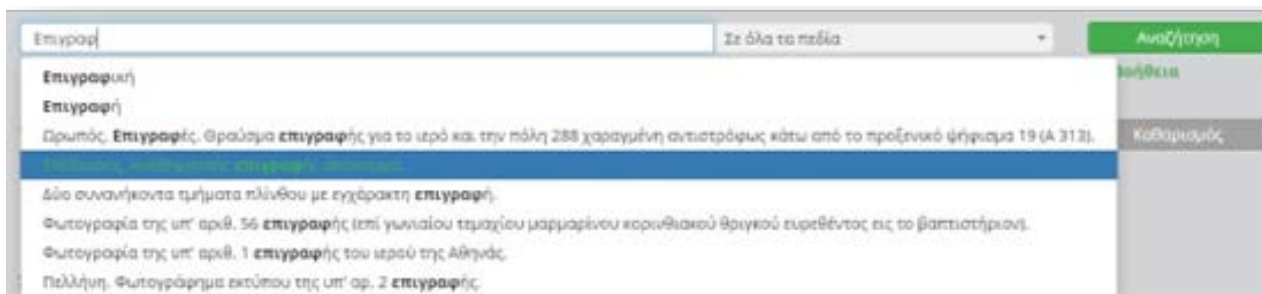 Επιγραφ
Σε όλα τα πεδία
Αναζήτηση
Επιγραφική
Βοήθεια
Επιγραφή
Ωρωπός. Επιγραφές. Θραύσμα επιγραφής για το ιερό και την πόλη 288 χαραγμένη αντιστρόφως κάτω από το προξενικό ψήφισμα 19 (Α 313).
Καθαρισμός
επιγραφή
Δύο συνανήκοντα τμήματα πλίνθου με εγχάρακτη επιγραφή.
Φωτογραφία της υπ' αριθ. 56 επιγραφής (επί γωνιαίου τεμαχίου μαρμαρίνου κορινθιακού θριγκού ευρεθέντος εις το βαπτιστήριον).
Φωτογραφία της υπ' αριθ. 1 επιγραφής του ιερού της Αθηνάς.
Πελλήνη. Φωτογράφημα εκτύπου της υπ' αρ. 2 επιγραφής.